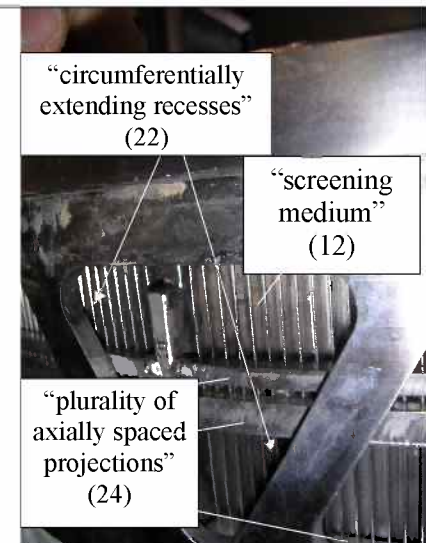 “circumferentially
extending recesses”
(22)
“screening
medium”
(12)
“plurality of
axially spaced
projections”
(24)